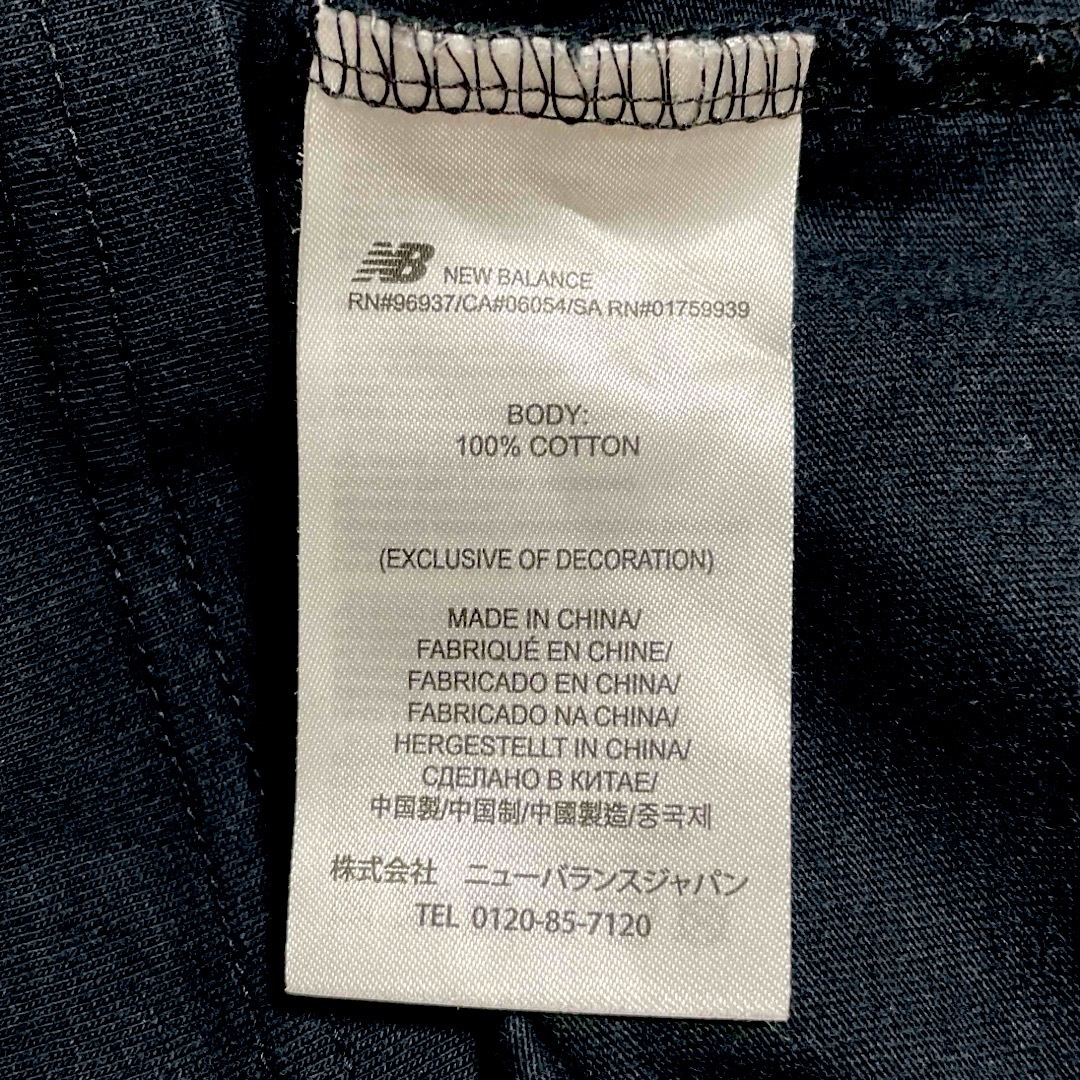 NB NEW BALANCE
RN#96937/CA#06054/SA RN#01759939
BODY:
100% COTTON
(EXCLUSIVE OF DECORATION)
MADE IN CHINA/
FABRIQUÉ EN CHINE/
FABRICADO EN CHINA/
FABRICADO NA CHINA/
HERGESTELLT IN CHINA/
СДЕЛАНО В КИТАЕ/
中国製/中国制/中國製造/중국제
株式会社 ニューバランスジャパン
TEL 0120-85-7120